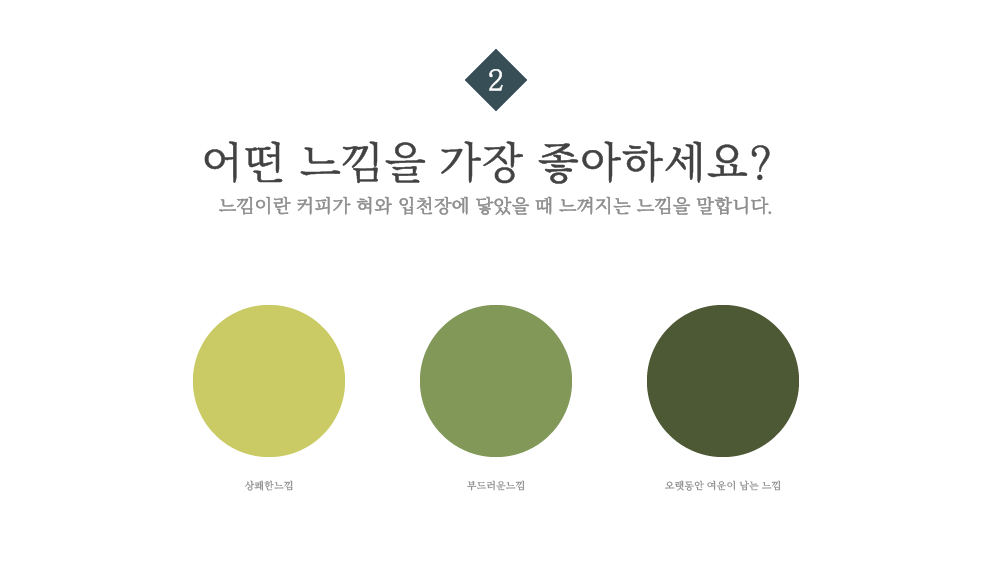 2
어떤 느낌을 가장 좋아하세요?
느낌이란 커피가 혀와 입천장에 닿았을 때 느껴지는 느낌을 말합니다.
상쾌한느낌
부드러운느낌
오랫동안 여운이 남는 느낌